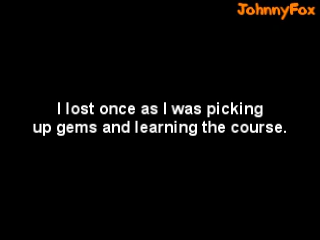 JohnnyFox
I lost once as I was picking
up gems and learning the course.